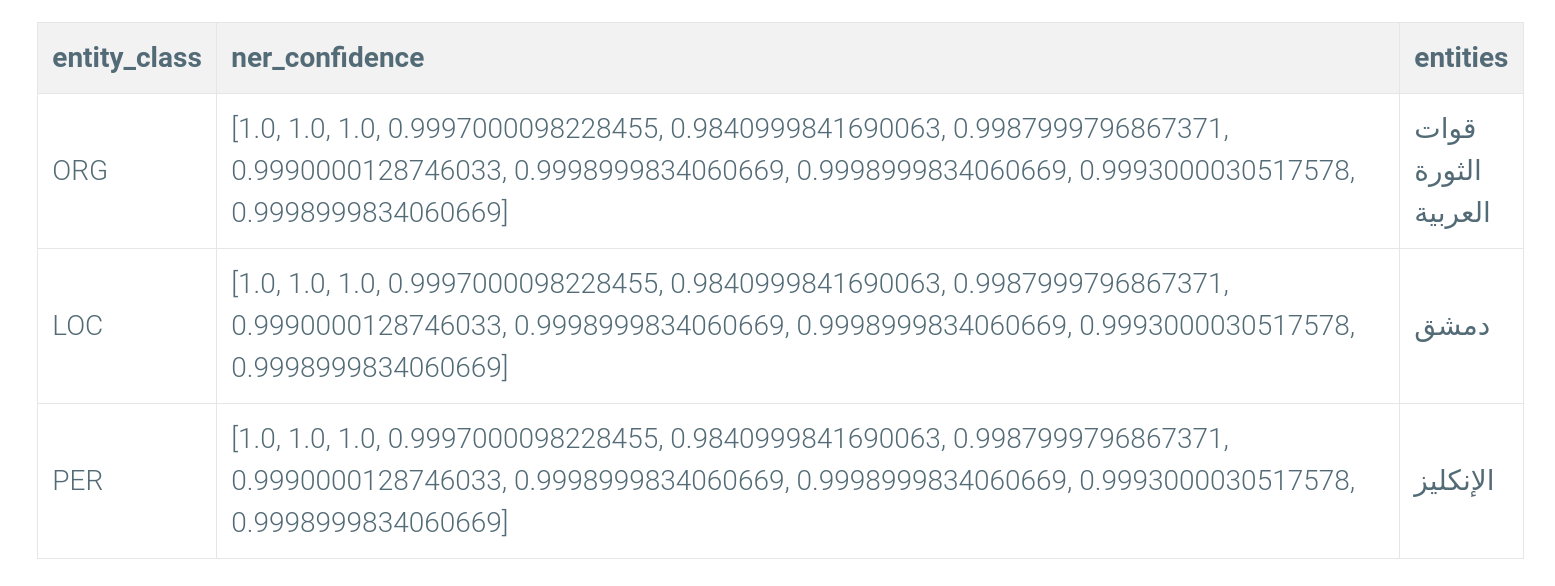 entity_class ner_confidence entities
ORG
[1.0, 1.0, 1.0, 0.9997000098228455, 0.9840999841690063, 0.9987999796867371,
0.9990000128746033, 0.9998999834060669, 0.9998999834060669, 0.9993000030517578,
0.9998999834060669]
قوات
الثورة
العربية
LOC
[1.0, 1.0, 1.0, 0.9997000098228455, 0.9840999841690063, 0.9987999796867371,
0.9990000128746033, 0.9998999834060669, 0.9998999834060669, 0.9993000030517578,
0.9998999834060669]
دمشق
PER
[1.0, 1.0, 1.0, 0.9997000098228455, 0.9840999841690063, 0.9987999796867371,
0.9990000128746033, 0.9998999834060669, 0.9998999834060669, 0.9993000030517578,
0.9998999834060669]
الإنكليز